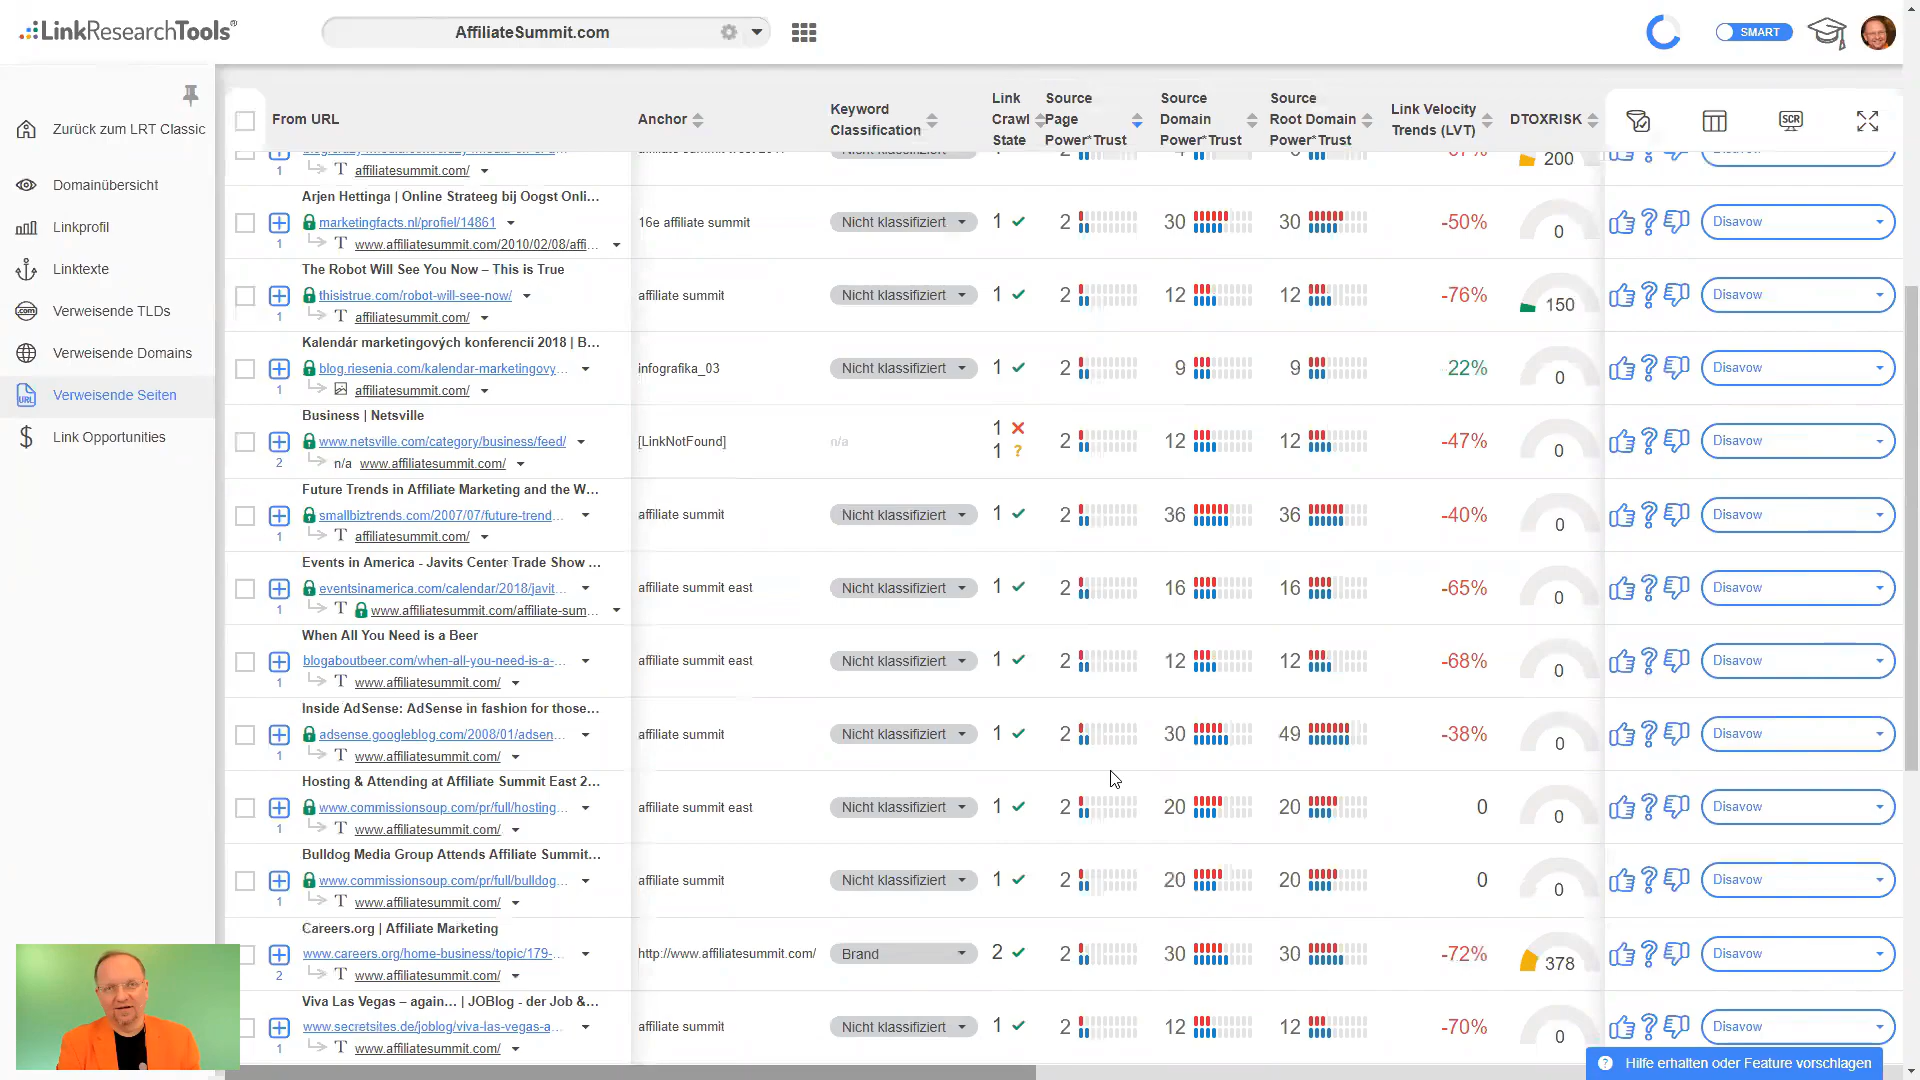 LinkResearchTools®
AffiliateSummit.com
SMART
Zurück zum LRT Classic
Domainübersicht
Linkprofil
Linktexte
Verweisende TLDs
Verweisende Domains
Verweisende Seiten
Link Opportunities
From URL
Anchor
Keyword Classification
Link Crawl State
Source Page Power*Trust
Source Domain Power*Trust
Source Root Domain Power*Trust
Link Velocity Trends (LVT)
DTOXRISK
SCR
200
1 T affiliatesummit.com/
Arjen Hettinga | Online Strateeg bij Oogst Onli...
marketingfacts.nl/profiel/14861 16e affiliate summit Nicht klassifiziert 1 2 30 30 -50% 0 Disavow
1 T www.affiliatesummit.com/2010/02/08/affi...
The Robot Will See You Now – This is True
thisistrue.com/robot-will-see-now/ affiliate summit Nicht klassifiziert 1 2 12 12 -76% 150 Disavow
1 T affiliatesummit.com/
Kalendár marketingových konferencií 2018 | B...
blog.riesenia.com/kalendar-marketingovy... infografika_03 Nicht klassifiziert 1 2 9 9 22% 0 Disavow
1 affiliatesummit.com/
Business | Netsville
www.netsville.com/category/business/feed/ [LinkNotFound] n/a 1 1 ? 2 12 12 -47% 0 Disavow
2 n/a www.affiliatesummit.com/
Future Trends in Affiliate Marketing and the W...
smallbiztrends.com/2007/07/future-trend... affiliate summit Nicht klassifiziert 1 2 36 36 -40% 0 Disavow
1 T affiliatesummit.com/
Events in America - Javits Center Trade Show ...
eventsinamerica.com/calendar/2018/javit... affiliate summit east Nicht klassifiziert 1 2 16 16 -65% 0 Disavow
1 T www.affiliatesummit.com/affiliate-sum...
When All You Need is a Beer
blogaboutbeer.com/when-all-you-need-is-a-... affiliate summit east Nicht klassifiziert 1 2 12 12 -68% 0 Disavow
1 T www.affiliatesummit.com/
Inside AdSense: AdSense in fashion for those...
adsense.googleblog.com/2008/01/adsen... affiliate summit Nicht klassifiziert 1 2 30 49 -38% 0 Disavow
1 T www.affiliatesummit.com/
Hosting & Attending at Affiliate Summit East 2...
www.commissionsoup.com/pr/full/hosting... affiliate summit east Nicht klassifiziert 1 2 20 20 0 0 Disavow
1 T www.affiliatesummit.com/
Bulldog Media Group Attends Affiliate Summit...
www.commissionsoup.com/pr/full/bulldog... affiliate summit Nicht klassifiziert 1 2 20 20 0 0 Disavow
1 T www.affiliatesummit.com/
Careers.org | Affiliate Marketing
www.careers.org/home-business/topic/179-... http://www.affiliatesummit.com/ Brand 2 2 30 30 -72% 378 Disavow
2 T www.affiliatesummit.com/
Viva Las Vegas – again… | JOBlog - der Job &...
www.secretsites.de/joblog/viva-las-vegas-a... affiliate summit Nicht klassifiziert 1 2 12 12 -70% 0 Disavow
1 T www.affiliatesummit.com/
? Hilfe erhalten oder Feature vorschlagen